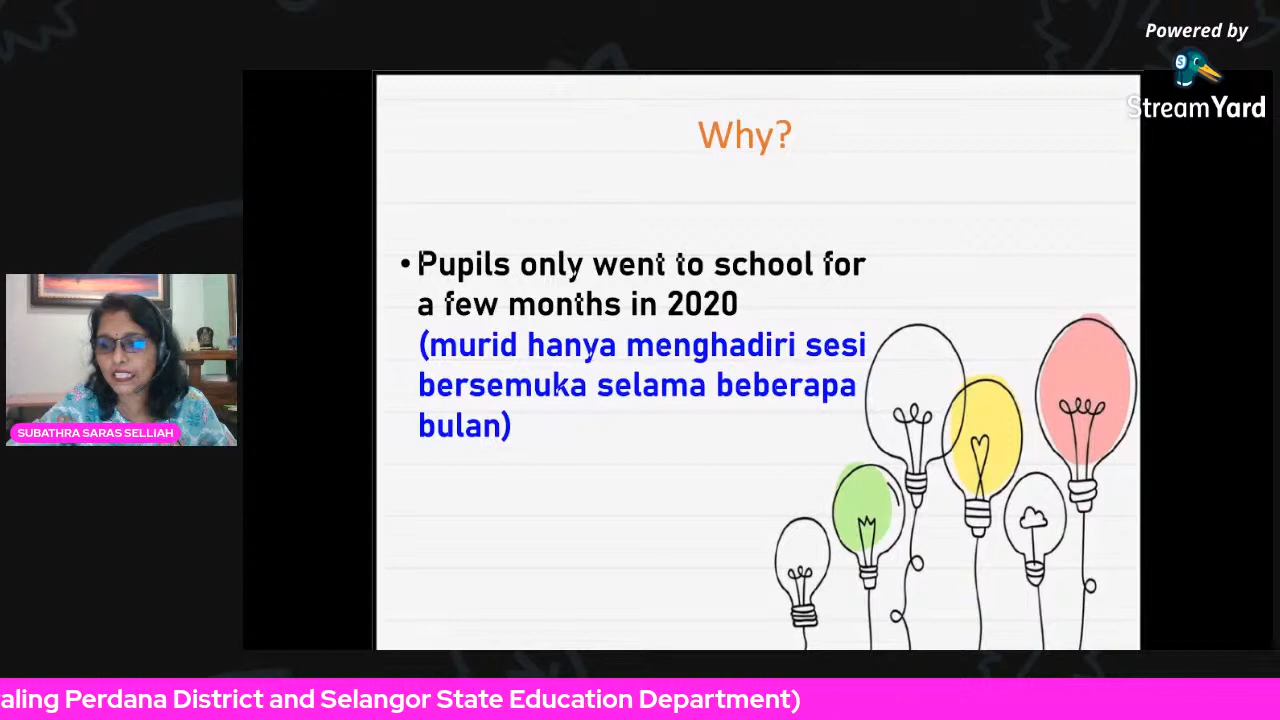 Powered by
StreamYard
Why?
• Pupils only went to school for
a few months in 2020
(murid hanya menghadiri sesi
bersemuka selama beberapa
bulan)
SUBATHRA SARAS SELLIAH
aling Perdana District and Selangor State Education Department)